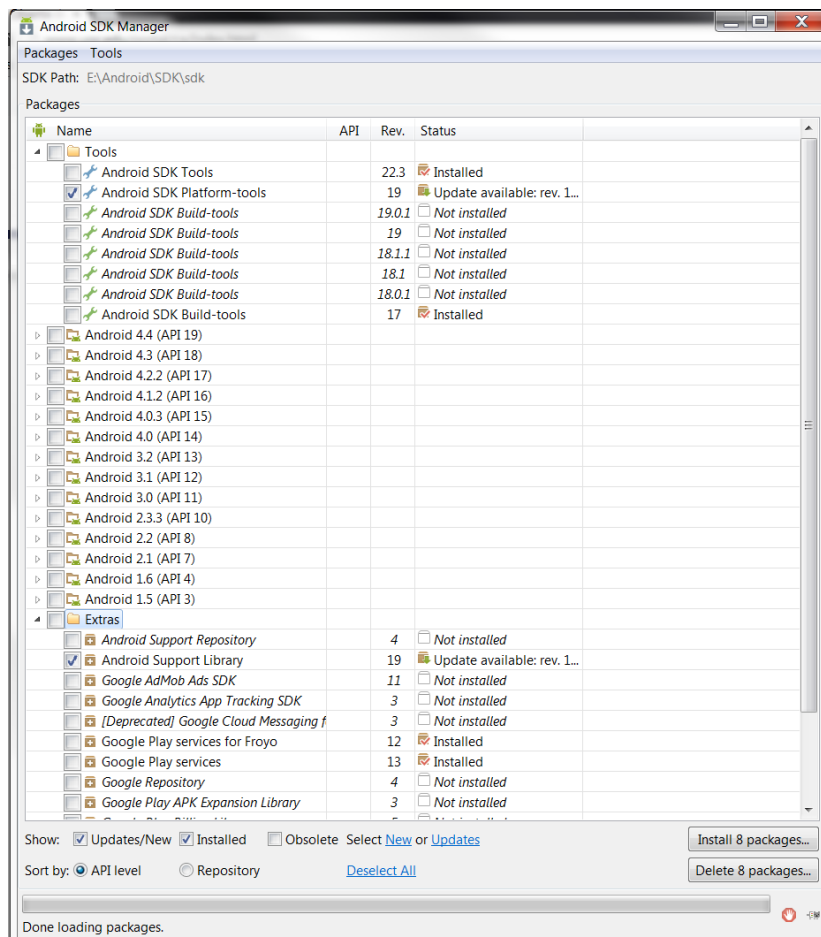 Android SDK Manager
Packages Tools
SDK Path: E:\Android\SDK\sdk
Packages
Name API Rev. Status
Tools
Android SDK Tools 22.3 Installed
Android SDK Platform-tools 19 Update available: rev. 1...
Android SDK Build-tools 19.0.1 Not installed
Android SDK Build-tools 19 Not installed
Android SDK Build-tools 18.1.1 Not installed
Android SDK Build-tools 18.1 Not installed
Android SDK Build-tools 18.0.1 Not installed
Android SDK Build-tools 17 Installed
Android 4.4 (API 19)
Android 4.3 (API 18)
Android 4.2.2 (API 17)
Android 4.1.2 (API 16)
Android 4.0.3 (API 15)
Android 4.0 (API 14)
Android 3.2 (API 13)
Android 3.1 (API 12)
Android 3.0 (API 11)
Android 2.3.3 (API 10)
Android 2.2 (API 8)
Android 2.1 (API 7)
Android 1.6 (API 4)
Android 1.5 (API 3)
Extras
Android Support Repository 4 Not installed
Android Support Library 19 Update available: rev. 1...
Google AdMob Ads SDK 11 Not installed
Google Analytics App Tracking SDK 3 Not installed
[Deprecated] Google Cloud Messaging f 3 Not installed
Google Play services for Froyo 12 Installed
Google Play services 13 Installed
Google Repository 4 Not installed
Google Play APK Expansion Library 3 Not installed
Show: Updates/New Installed Obsolete Select New or Updates Install 8 packages...
Sort by: API level Repository Deselect All Delete 8 packages...
Done loading packages.